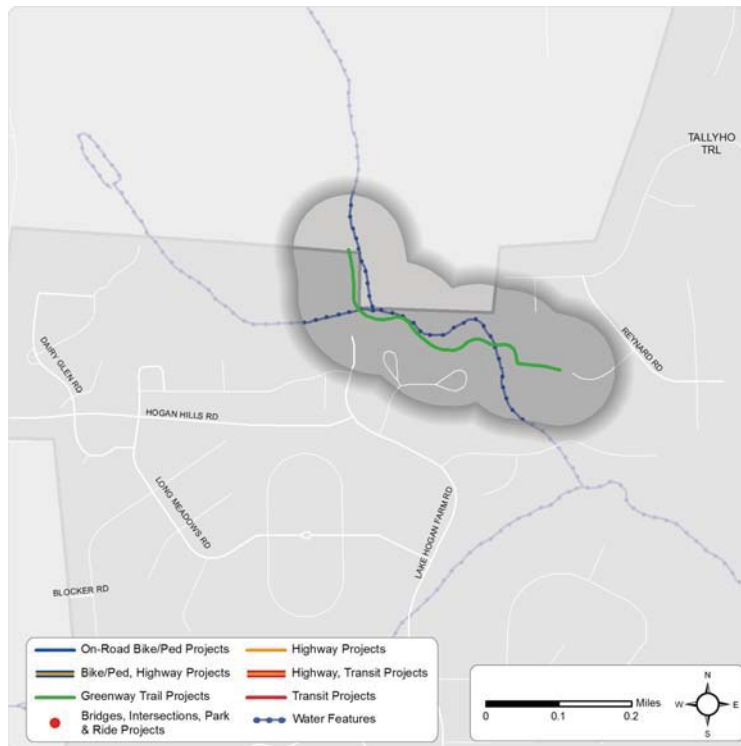 TALLYHO
TRL
REYNARD RD
DAIRY GLEN RD
HOGAN HILLS RD
LONG MEADOWS RD
LAKE HOGAN FARM RD
BLOCKER RD
On-Road Bike/Ped Projects
Highway Projects
Bike/Ped, Highway Projects
Highway, Transit Projects
Greenway Trail Projects
Transit Projects
Bridges, Intersections, Park
& Ride Projects
Water Features
Miles
0 0.1 0.2
N
W E
S